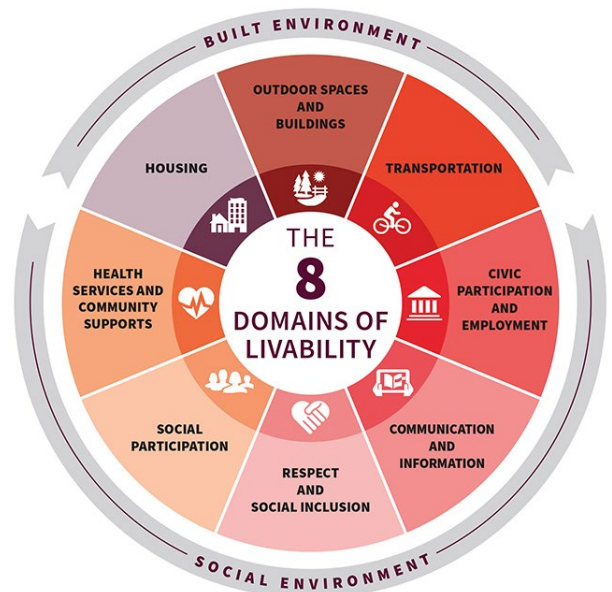 BUILT ENVIRONMENT
OUTDOOR SPACES
AND
BUILDINGS
TRANSPORTATION
CIVIC
PARTICIPATION
AND
EMPLOYMENT
COMMUNICATION
AND
INFORMATION
RESPECT
AND
SOCIAL INCLUSION
SOCIAL
PARTICIPATION
HEALTH
SERVICES AND
COMMUNITY
SUPPORTS
HOUSING
THE
8
DOMAINS OF
LIVABILITY
SOCIAL ENVIRONMENT